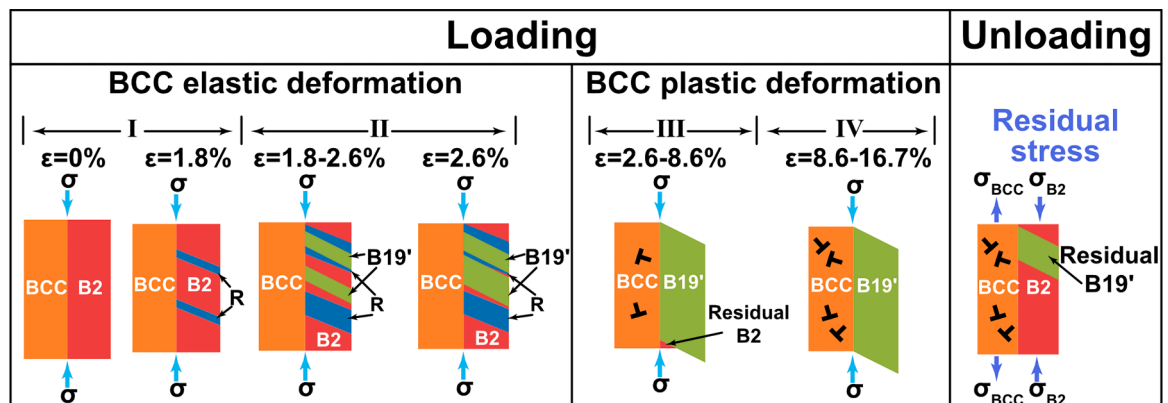 Loading
Unloading
BCC elastic deformation
BCC plastic deformation
I
II
III
IV
ε=0%
ε=1.8%
ε=1.8-2.6%
ε=2.6%
ε=2.6-8.6%
ε=8.6-16.7%
Residual
stress
σ
σ
σ
σ
σ
σ
σBCC
σB2
BCC
B2
BCC
B2
R
BCC
B19'
R
B2
BCC
B19'
R
B2
BCC
B19'
Residual
B2
BCC
B19'
BCC
B2
Residual
B19'
σ
σ
σ
σ
σ
σ
σBCC
σB2